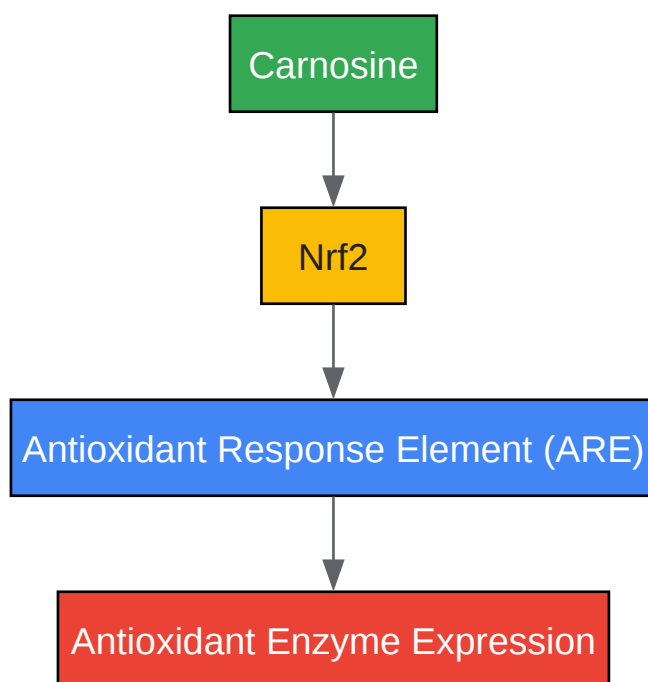 Carnosine
Nrf2
Antioxidant Response Element (ARE)
Antioxidant Enzyme Expression